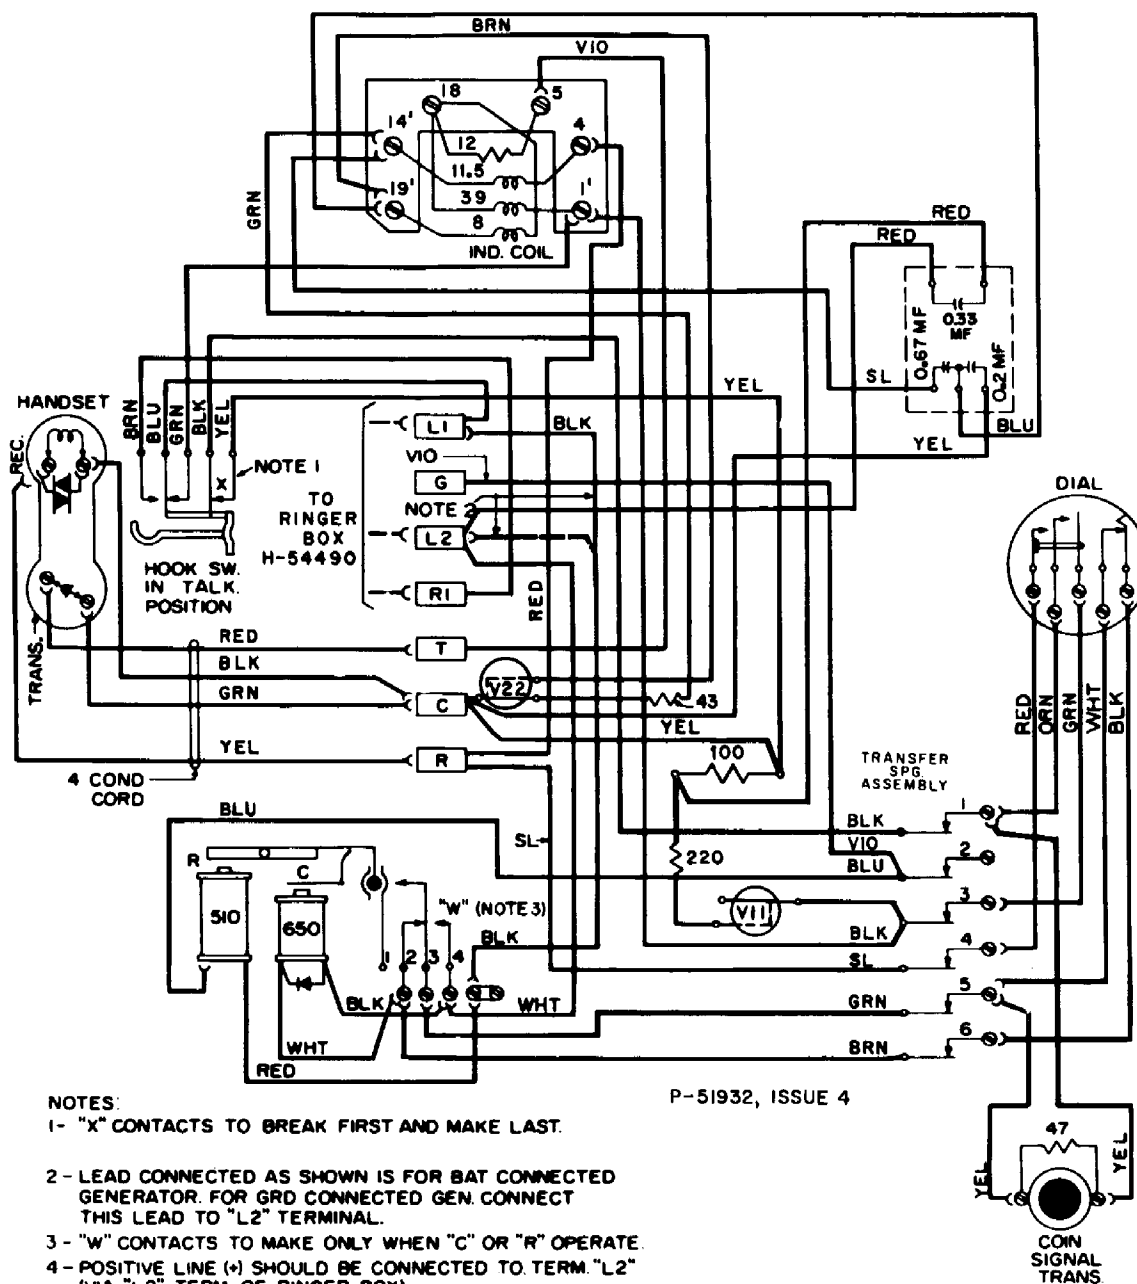 BRN
VIO
18
5
14'
4
12
11.5
19'
39
1'
8
GRN
IND. COIL
RED
RED
0.33
MF
0.67 MF
0.2 MF
SL
BLU
YEL
YEL
HANDSET
REC.
BRN
BLU
GRN
BLK
YEL
X
NOTE 1
L1
BLK
VIO
G
TO
RINGER
BOX
H-54490
NOTE 2
L2
R1
HOOK SW.
IN TALK.
POSITION
RED
DIAL
TRANS.
RED
T
BLK
GRN
C
V22
43
YEL
YEL
R
100
4 COND
CORD
RED
ORN
GRN
WHT
BLK
TRANSFER
SPG.
ASSEMBLY
BLU
SL
BLK
1
VIO
BLU
2
R
C
220
510
650
"W" (NOTE 3)
V11
3
BLK
BLK
4
SL
1
2
3
4
5
BLK
WHT
GRN
WHT
BRN
6
RED
P-51932, ISSUE 4
NOTES:
1- "X" CONTACTS TO BREAK FIRST AND MAKE LAST.
2 - LEAD CONNECTED AS SHOWN IS FOR BAT CONNECTED
GENERATOR. FOR GRD CONNECTED GEN. CONNECT
THIS LEAD TO "L2" TERMINAL.
3 - "W" CONTACTS TO MAKE ONLY WHEN "C" OR "R" OPERATE.
4 - POSITIVE LINE (+) SHOULD BE CONNECTED TO TERM. "L2"
(VIA "L2" TERM. OF RINGER BOX)
47
YEL
YEL
COIN
SIGNAL
TRANS.